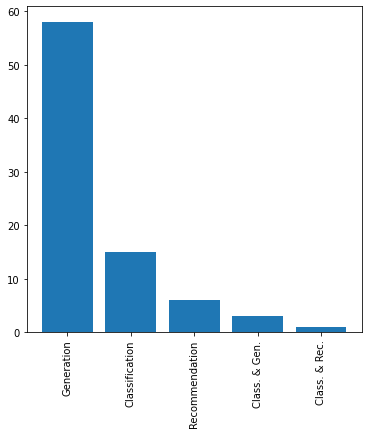 60
50
40
30
20
10
0
Generation
Classification
Recommendation
Class. & Gen.
Class. & Rec.